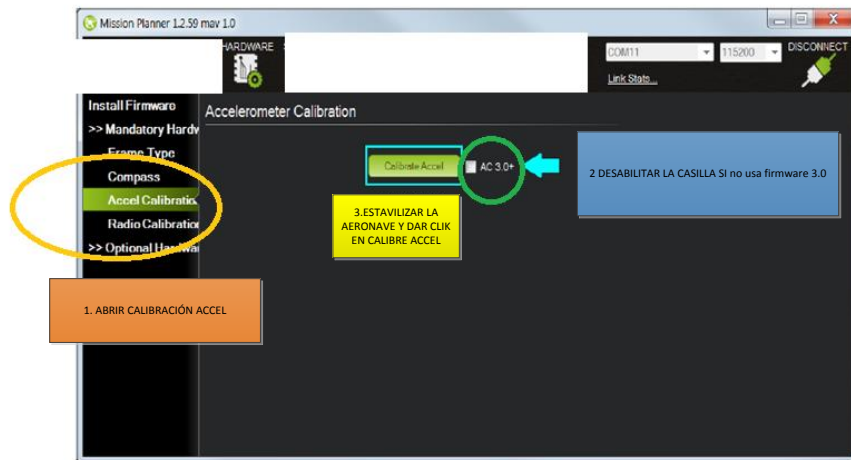 Mission Planner 1.2.59 mav 1.0
HARDWARE
COM11
115200
DISCONNECT
Link Stats...
Install Firmware
Accelerometer Calibration
>> Mandatory Hardw
Frame Type
Compass
Accel Calibratio
Radio Calibration
>> Optional Hardwa
Calibrate Accel
AC 3.0+
2 DESABILITAR LA CASILLA SI no usa firmware 3.0
3.ESTAVILIZAR LA
AERONAVE Y DAR CLIK
EN CALIBRE ACCEL
1. ABRIR CALIBRACIÓN ACCEL